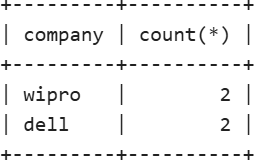 +---------+----------+
| company | count(*) |
+---------+----------+
| wipro   |        2 |
| dell    |        2 |
+---------+----------+